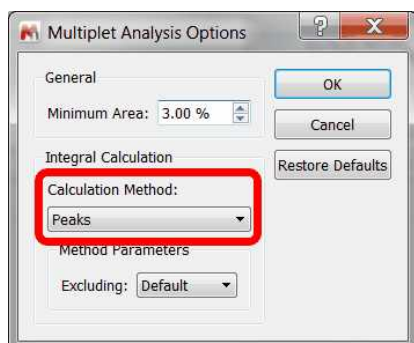 Multiplet Analysis Options
General
Minimum Area: 3.00 %
OK
Cancel
Restore Defaults
Integral Calculation
Calculation Method:
Peaks
Method Parameters
Excluding: Default